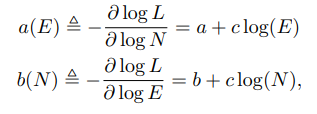 a(E) ≜ −∂ log L / ∂ log N = a + c log(E)
b(N) ≜ −∂ log L / ∂ log E = b + c log(N),